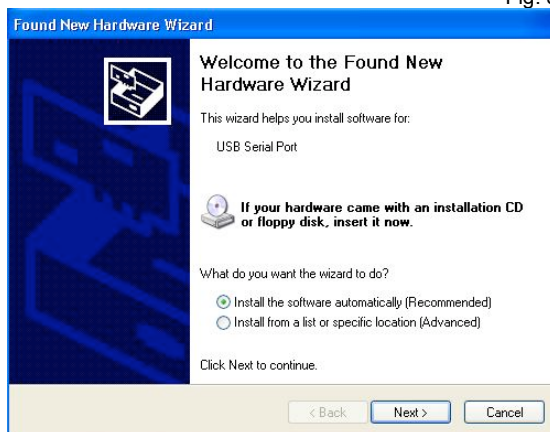 Fig.
Found New Hardware Wizard
Welcome to the Found New
Hardware Wizard
This wizard helps you install software for:
USB Serial Port
If your hardware came with an installation CD
or floppy disk, insert it now.
What do you want the wizard to do?
Install the software automatically (Recommended)
Install from a list or specific location (Advanced)
Click Next to continue.
< Back
Next >
Cancel